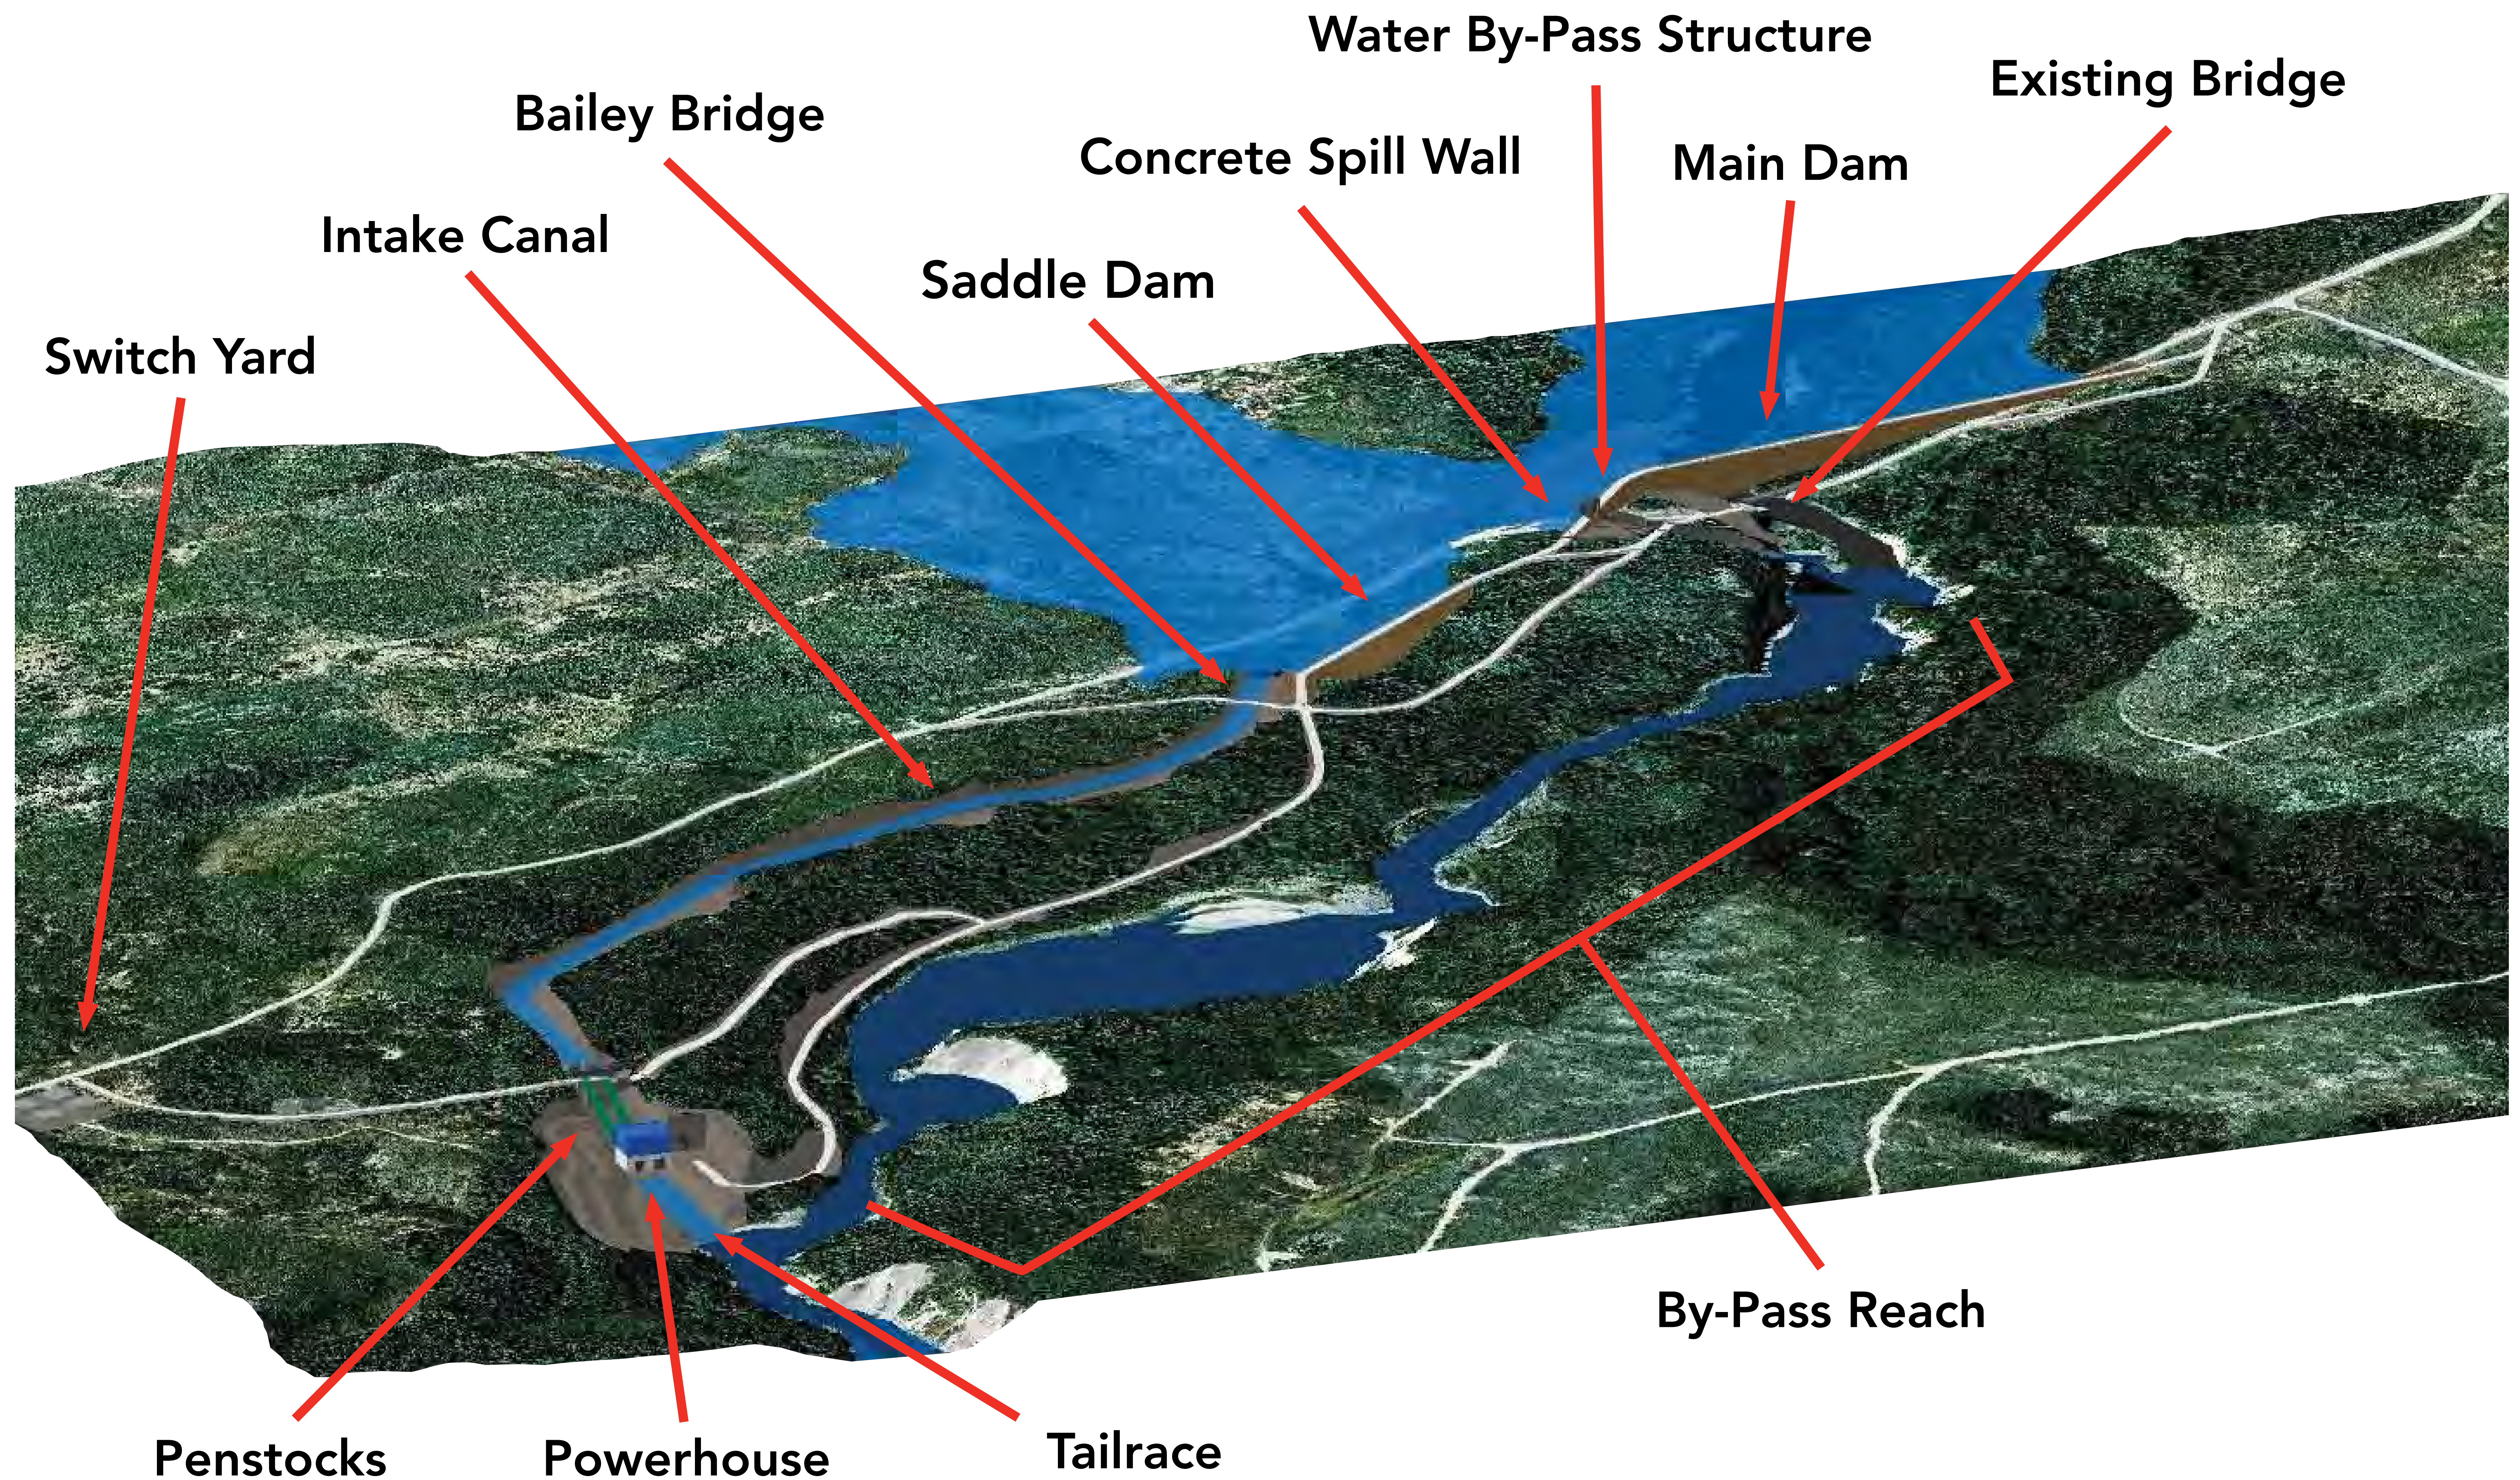 Water By-Pass Structure
Existing Bridge
Bailey Bridge
Concrete Spill Wall
Main Dam
Intake Canal
Saddle Dam
Switch Yard
By-Pass Reach
Penstocks
Powerhouse
Tailrace